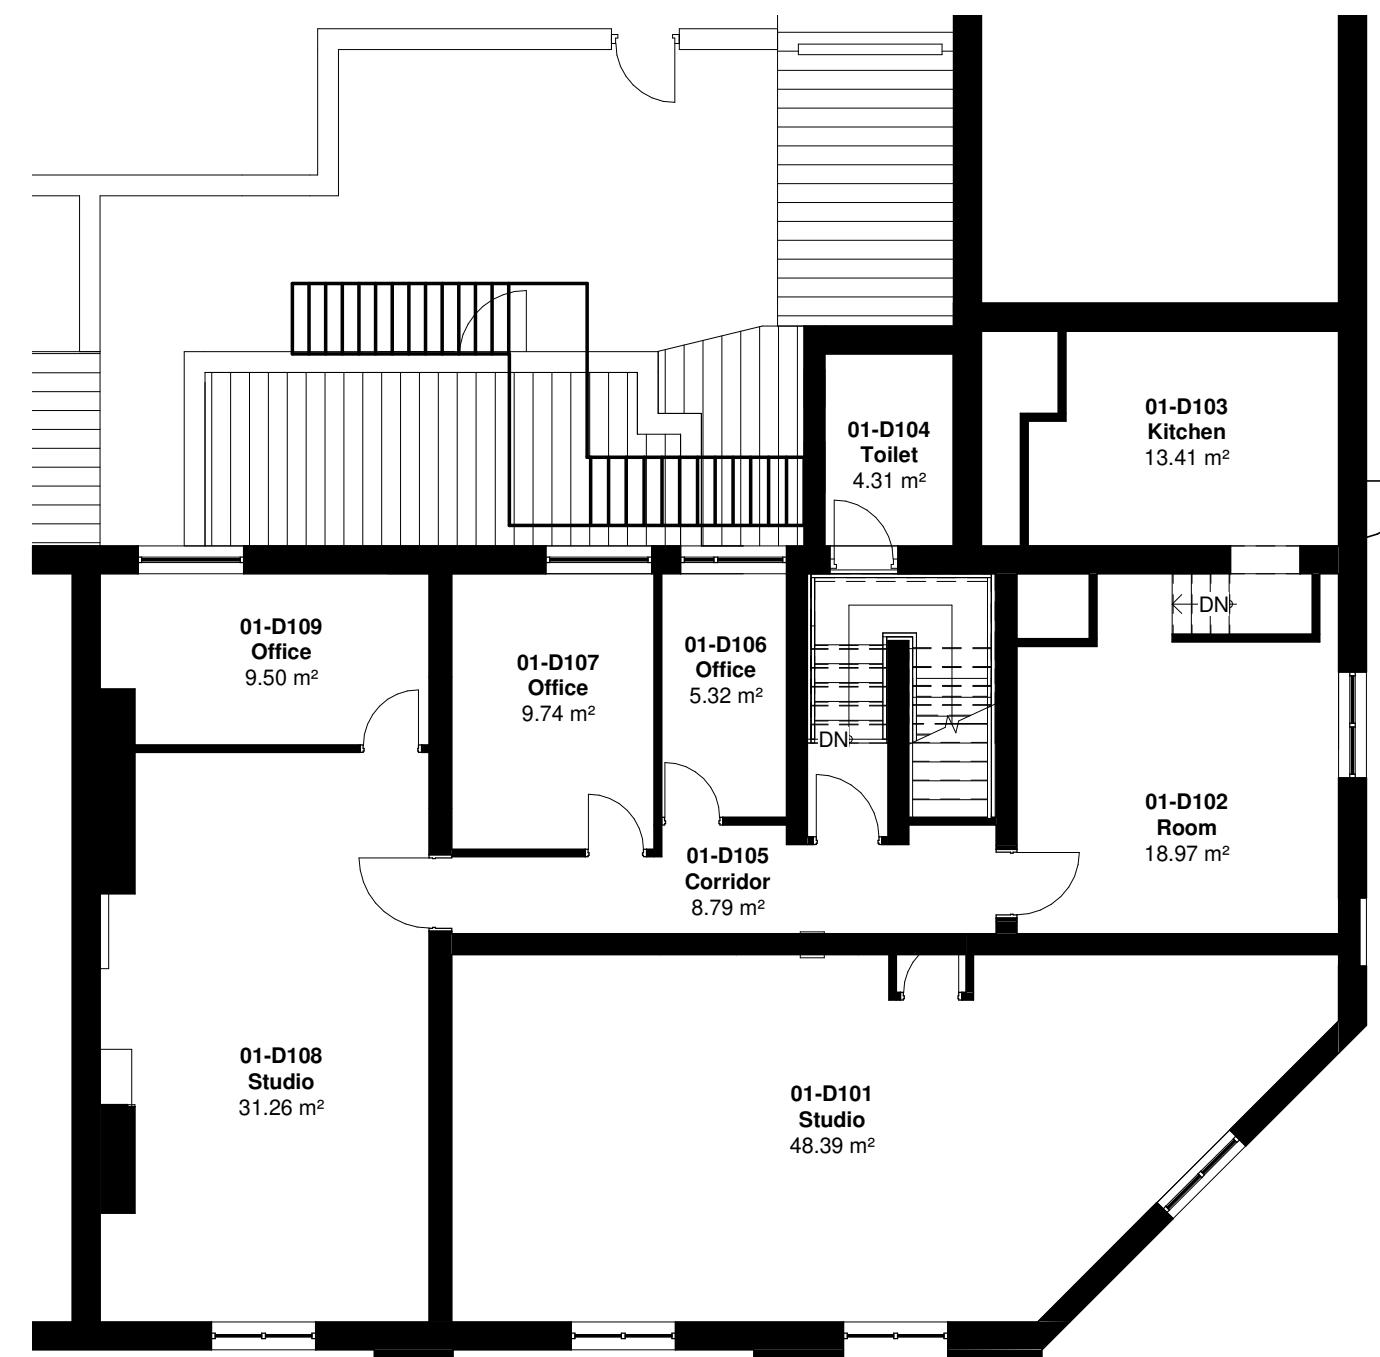 01-D103
Kitchen
13.41 m²
01-D104
Toilet
4.31 m²
DN
01-D109
Office
9.50 m²
01-D107
Office
9.74 m²
01-D106
Office
5.32 m²
DN
01-D102
Room
18.97 m²
01-D105
Corridor
8.79 m²
01-D108
Studio
31.26 m²
01-D101
Studio
48.39 m²